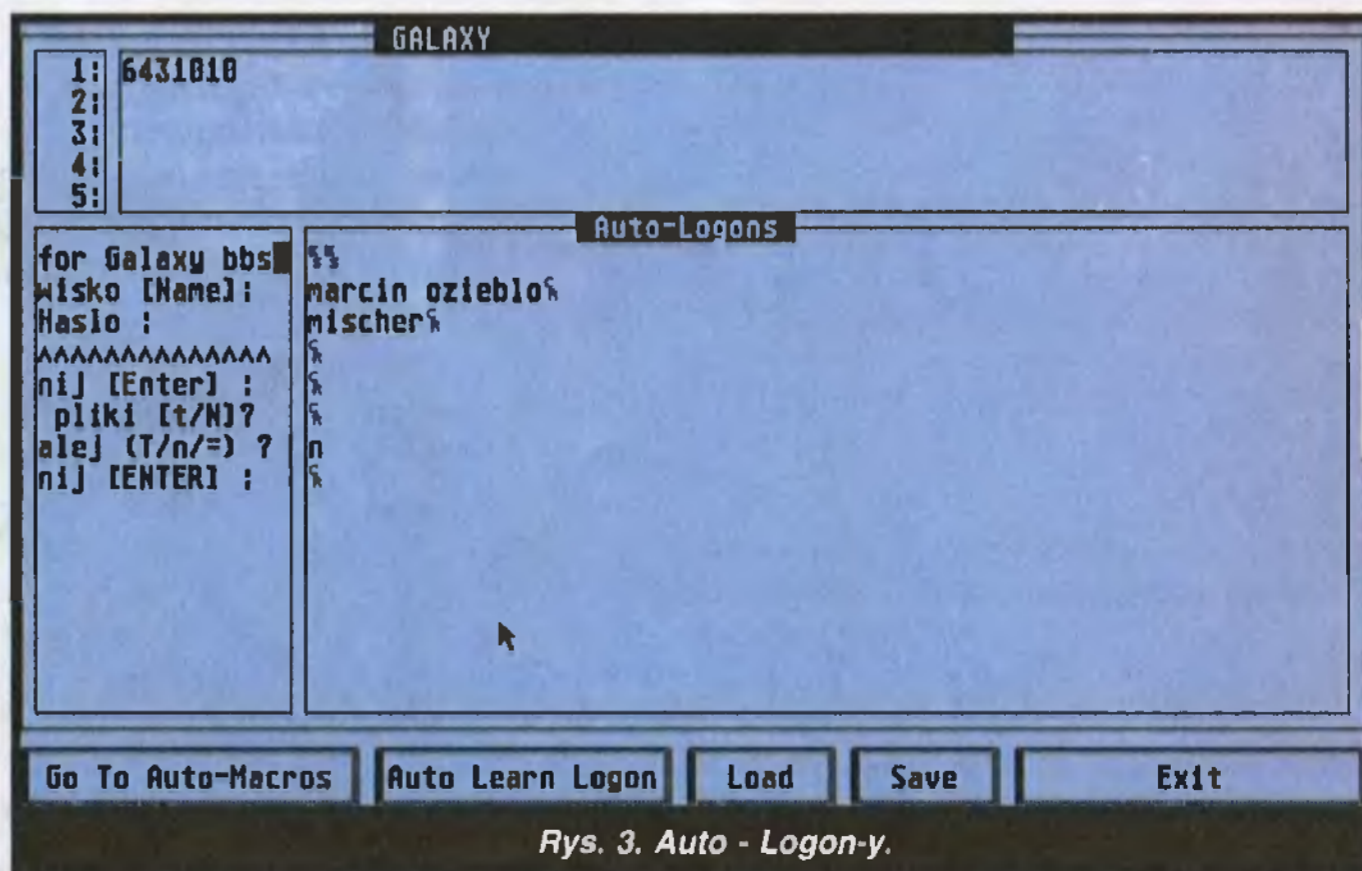 GALAXY
1: 6431010
2:
3:
4:
5:
Auto-Logons
for Galaxy bbs ␛␛
wisko [Name]: marcin ozieblo␍
Haslo : mischer␍
^^^^^^^^^^^^^^ ␍
nij [Enter] : ␍
pliki [t/N]? ␍
alej (T/n/=) ? n
nij [ENTER] : ␍
Go To Auto-Macros Auto Learn Logon Load Save Exit
Rys. 3. Auto - Logon-y.